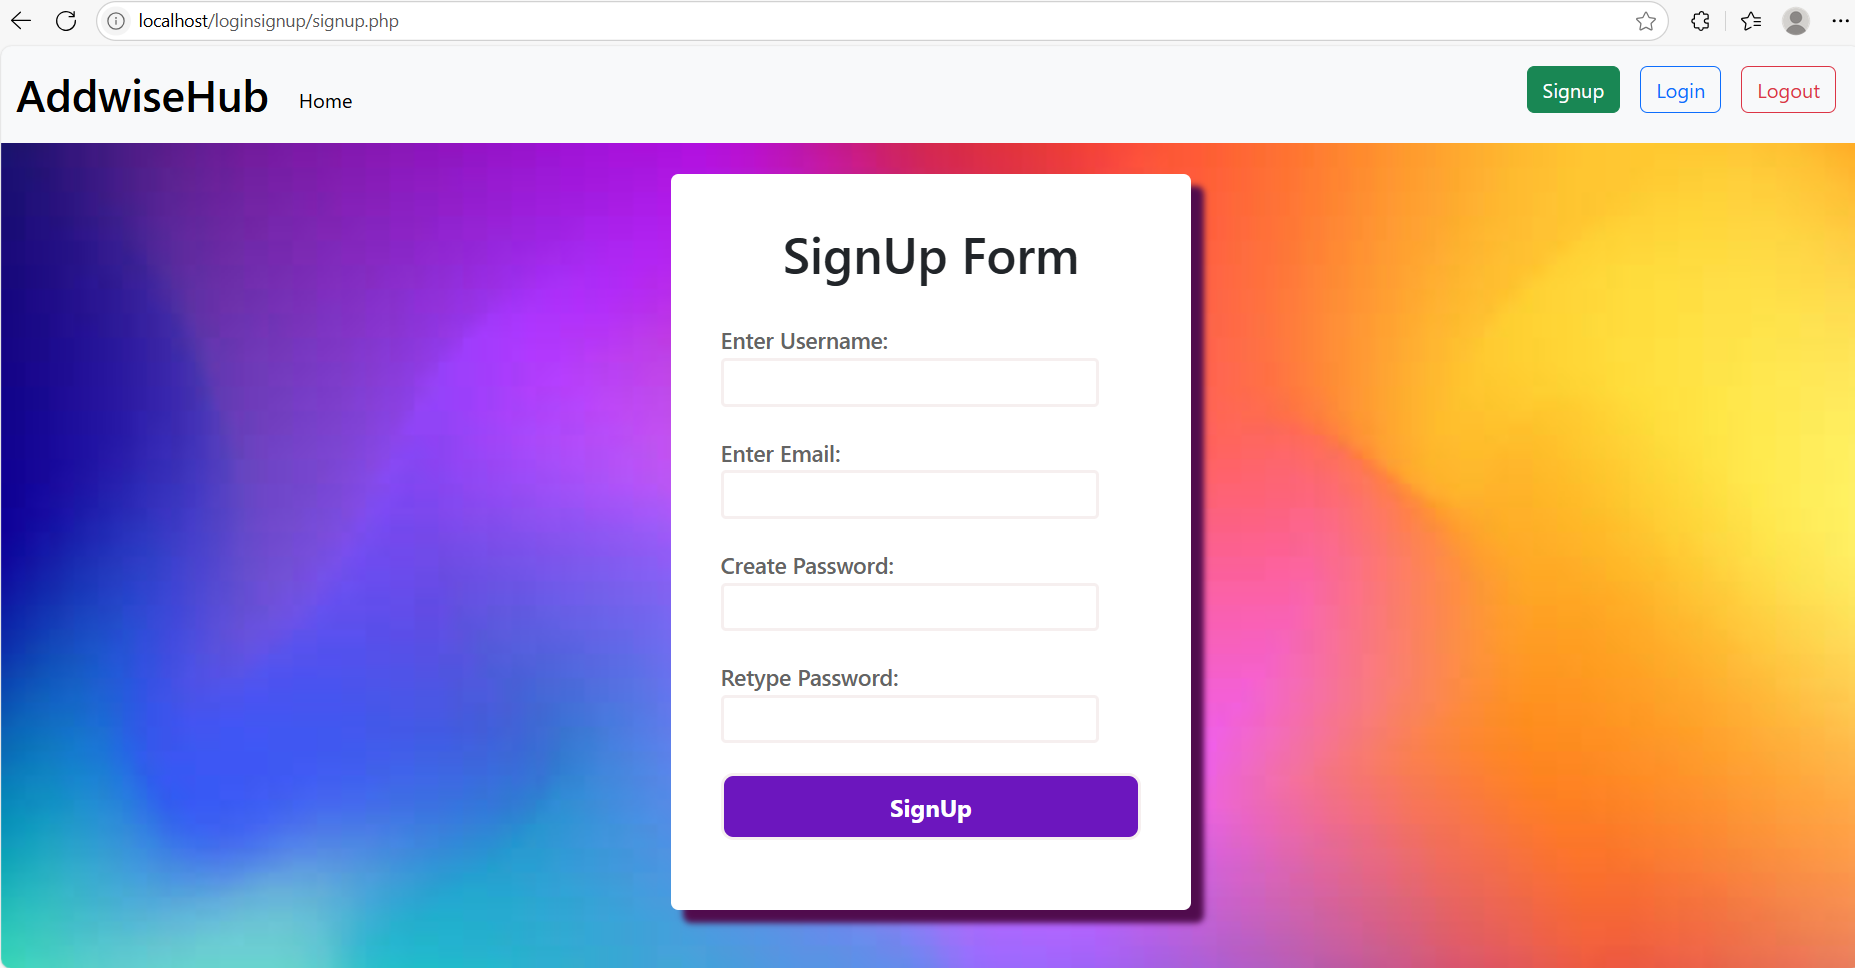 localhost/loginsignup/signup.php
AddwiseHub Home Signup Login Logout
SignUp Form
Enter Username:
Enter Email:
Create Password:
Retype Password:
SignUp